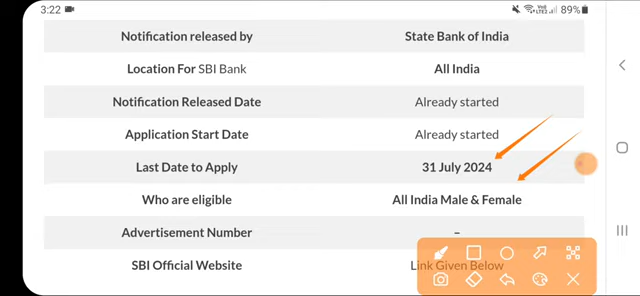 3:22 VoLTE2 89%
Notification released by State Bank of India
Location For SBI Bank All India
Notification Released Date Already started
Application Start Date Already started
Last Date to Apply 31 July 2024
Who are eligible All India Male & Female
Advertisement Number –
SBI Official Website Link Given Below